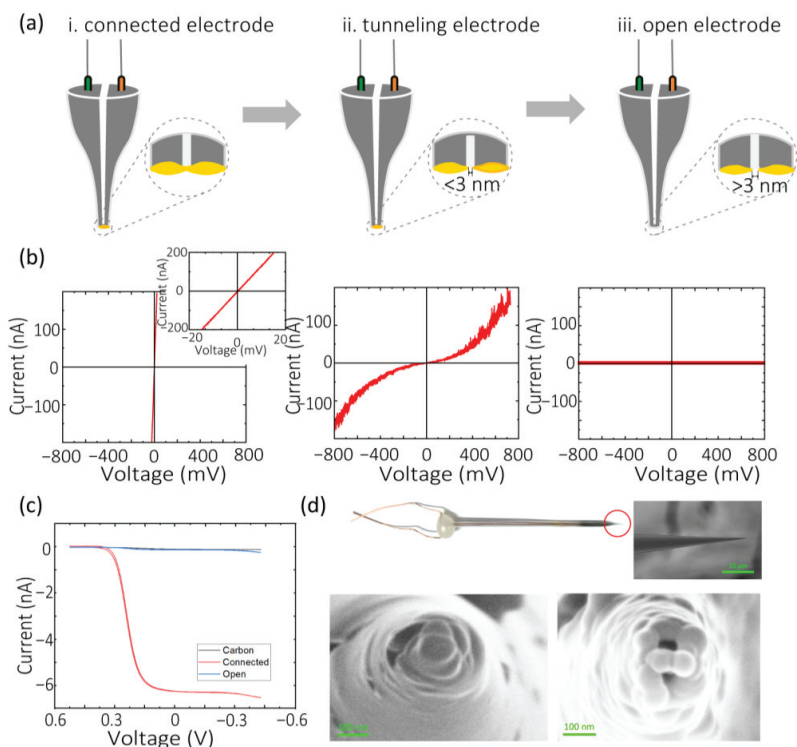 (a)
i. connected electrode
ii. tunneling electrode
iii. open electrode
<3 nm
>3 nm
(b)
Current (nA)
100
0
−100
−800
−400
0
400
800
Voltage (mV)
Current (nA)
200
0
−200
−20
0
20
Voltage (mV)
Current (nA)
100
0
−100
−800
−400
0
400
800
Voltage (mV)
Current (nA)
100
0
−100
−800
−400
0
400
800
Voltage (mV)
(c)
Current (nA)
0
−2
−4
−6
0.6
0.3
0
−0.3
−0.6
Voltage (V)
Carbon
Connected
Open
(d)
100 nm